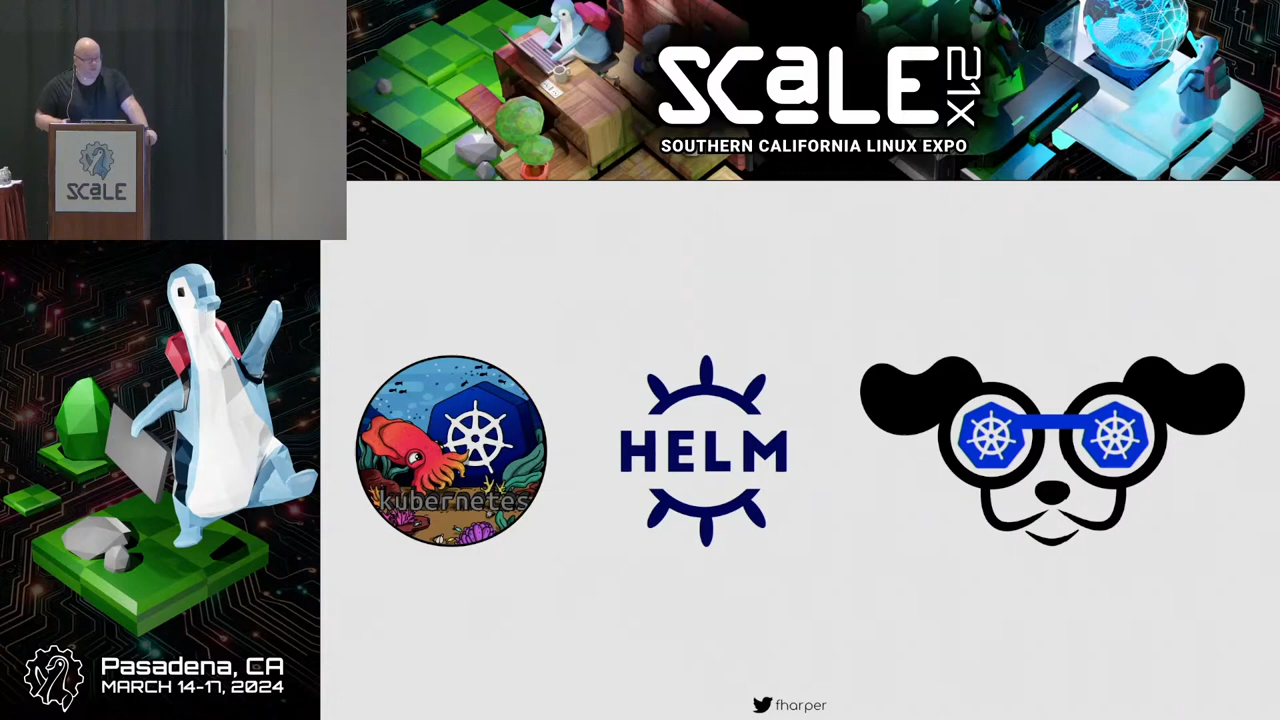 SCALE
SCaLE
21X
SOUTHERN CALIFORNIA LINUX EXPO
kubernetes
HELM
Pasadena, CA
MARCH 14-17, 2024
fharper